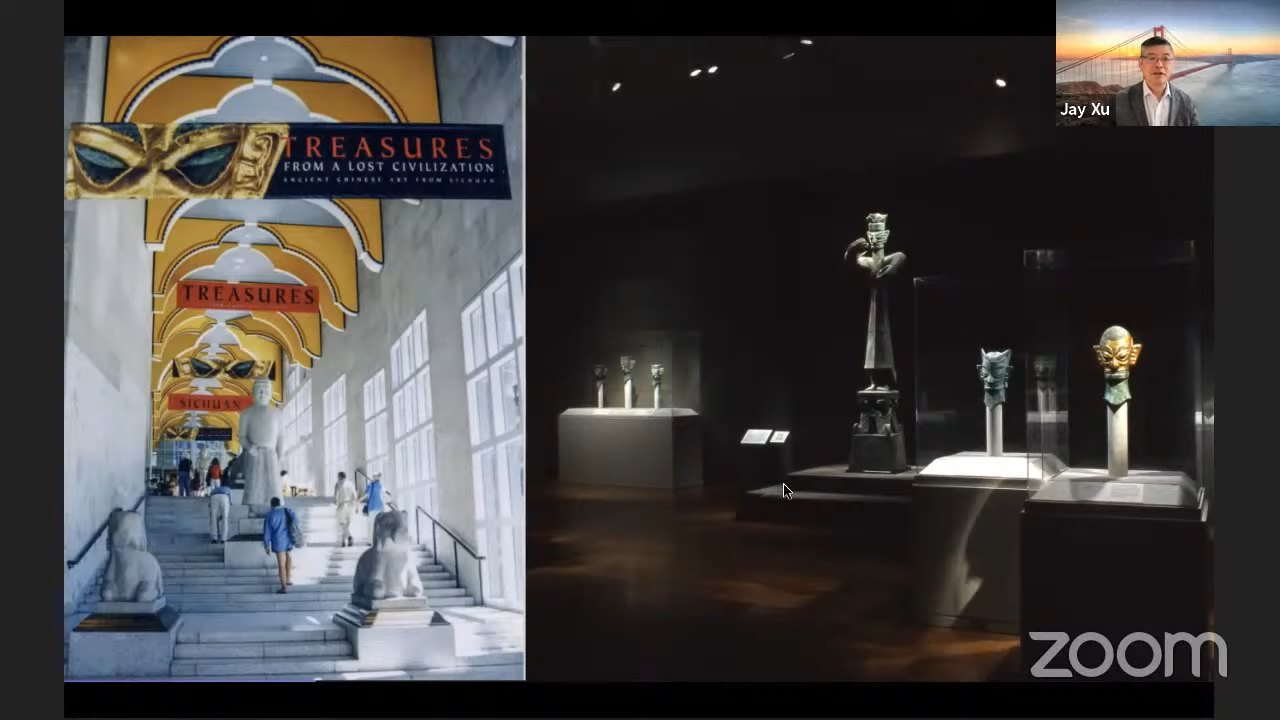 TREASURES
FROM A LOST CIVILIZATION
ANCIENT CHINESE ART FROM SICHUAN
TREASURES
SICHUAN
Jay Xu
zoom